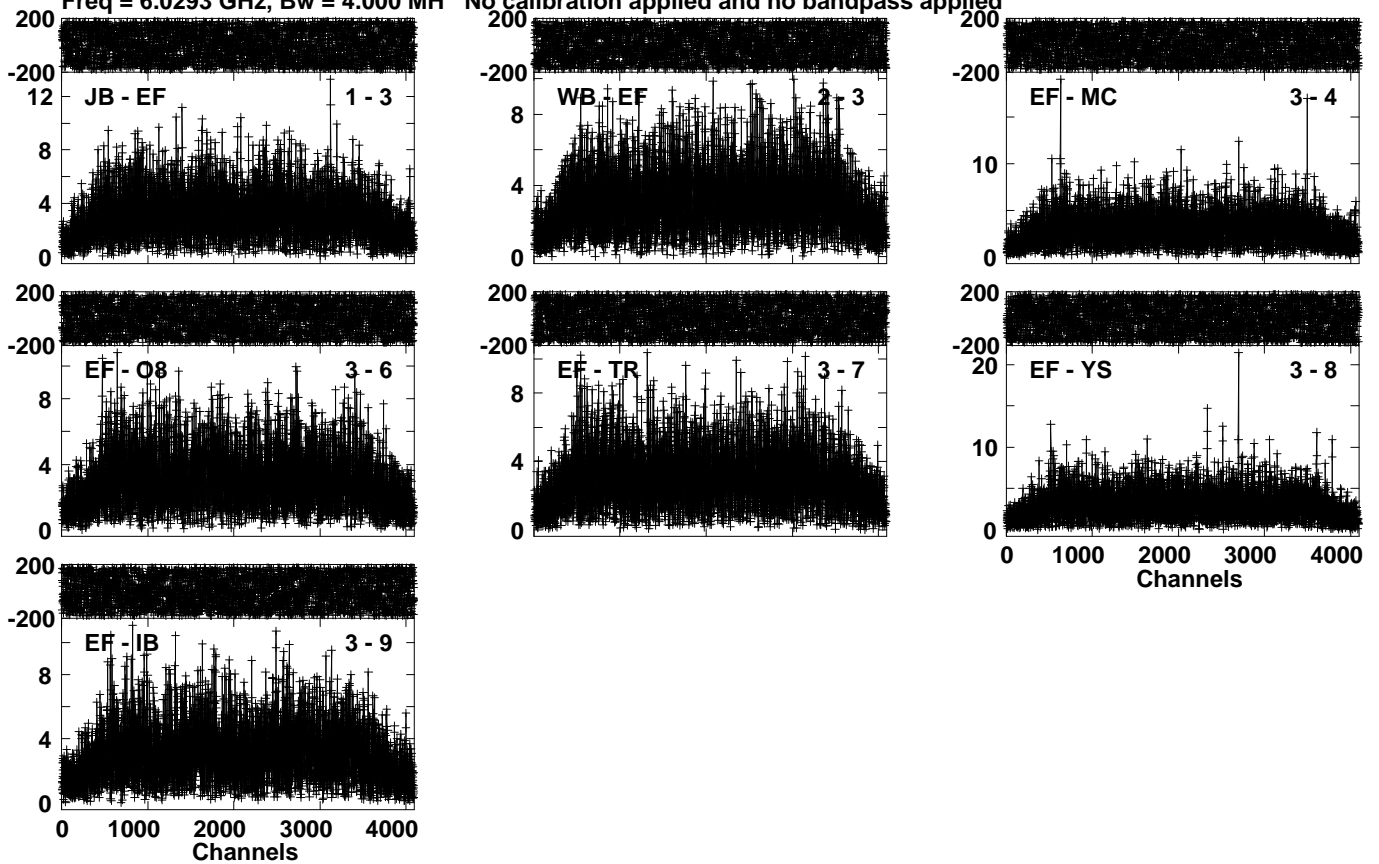 Freq = 6.0293 GHz, Bw = 4.000 MH No calibration applied and no bandpass applied
200
-200
JB - EF 1 - 3
12
8
4
0
200
-200
WB - EF 2 - 3
8
4
0
200
-200
EF - MC 3 - 4
10
0
200
-200
EF - O8 3 - 6
8
4
0
200
-200
EF - TR 3 - 7
8
4
0
200
-200
EF - YS 3 - 8
20
10
0
0 1000 2000 3000 4000
Channels
200
-200
EF - IB 3 - 9
8
4
0
0 1000 2000 3000 4000
Channels